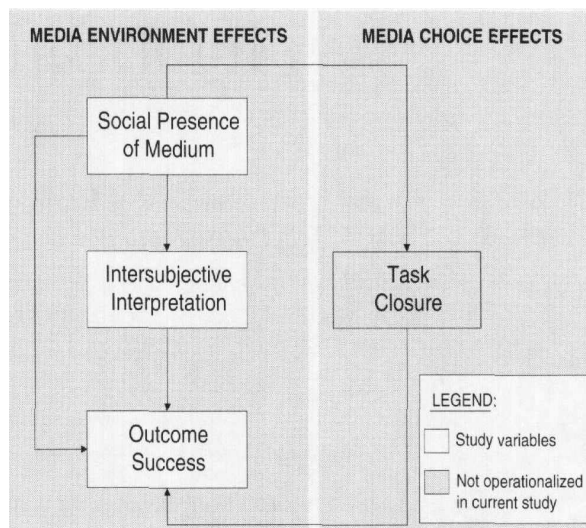 MEDIA ENVIRONMENT EFFECTS
MEDIA CHOICE EFFECTS
Social Presence
of Medium
Intersubjective
Interpretation
Task
Closure
Outcome
Success
LEGEND:
Study variables
Not operationalized
in current study